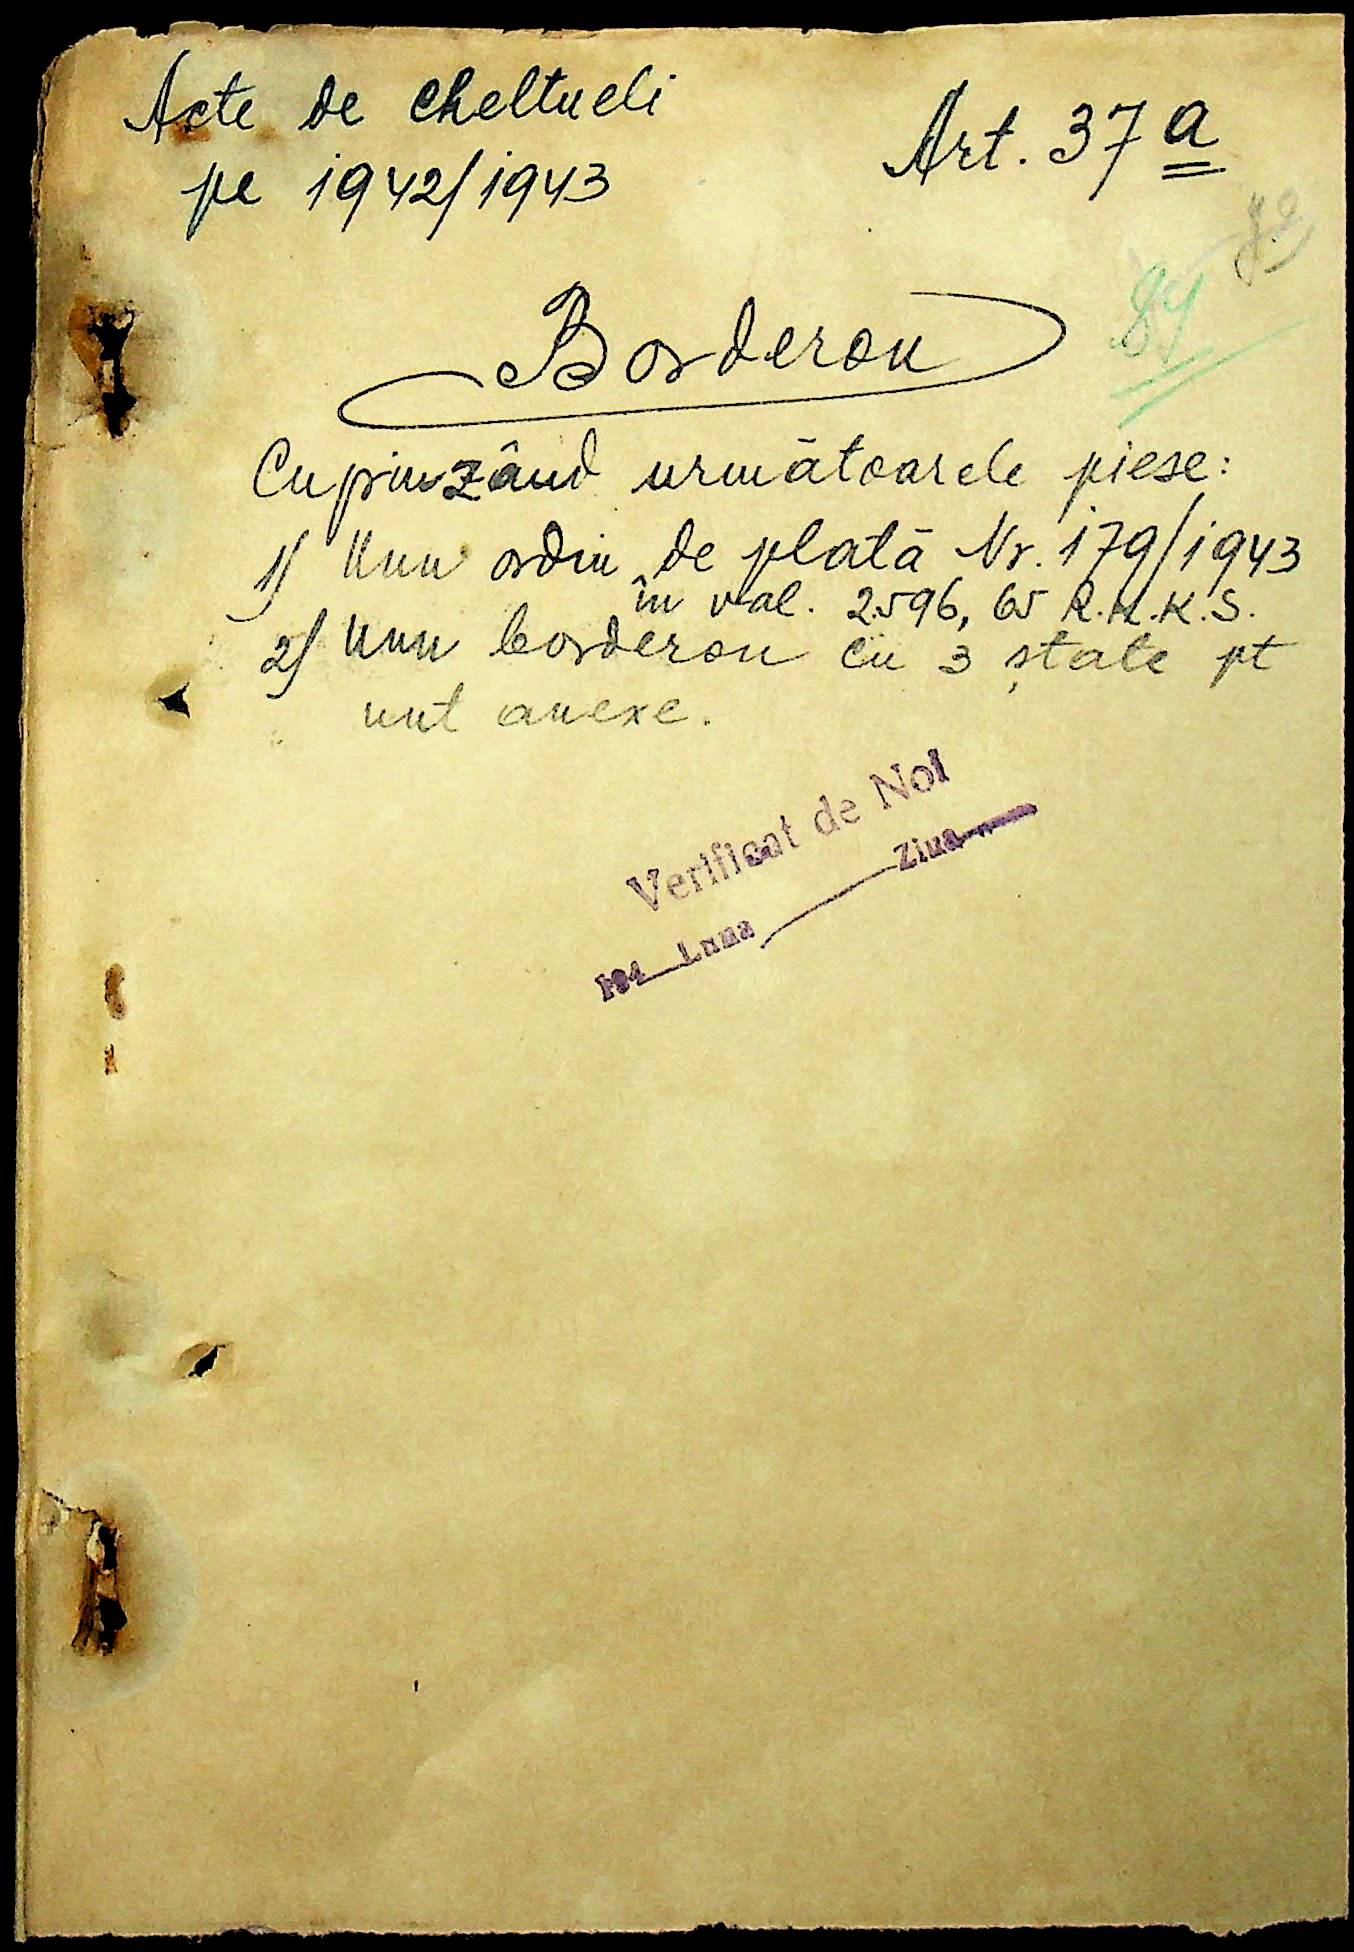 Acte de cheltueli
pe 1942/1943
Art. 37 a
84
Borderou
Cuprinzând următoarele piese:
1) Unu ordin de plată Nr. 179/1943
în val. 2.596, 65 R.K.K.S.
2) Unu borderou cu 3 ștate pt
unt anexe.
Verificat de Noi
194 Luna Ziua